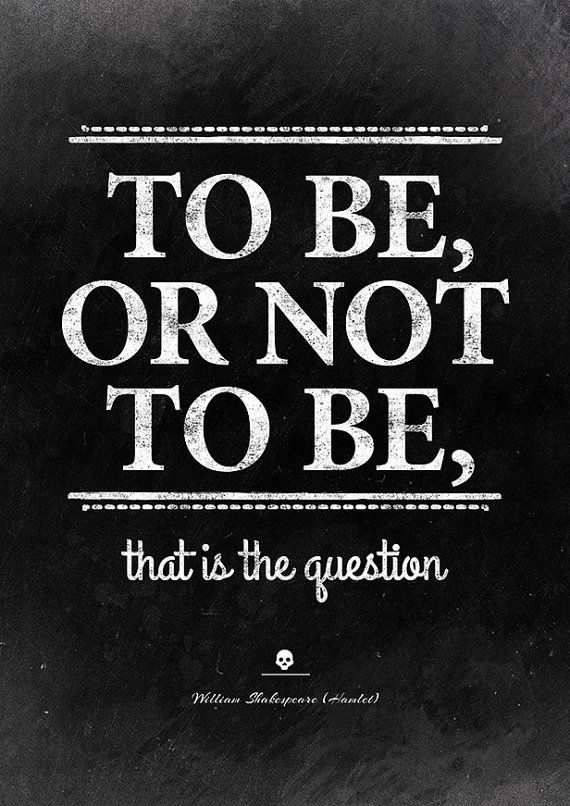 TO BE,
OR NOT
TO BE,
that is the question
William Shakespeare (Hamlet)